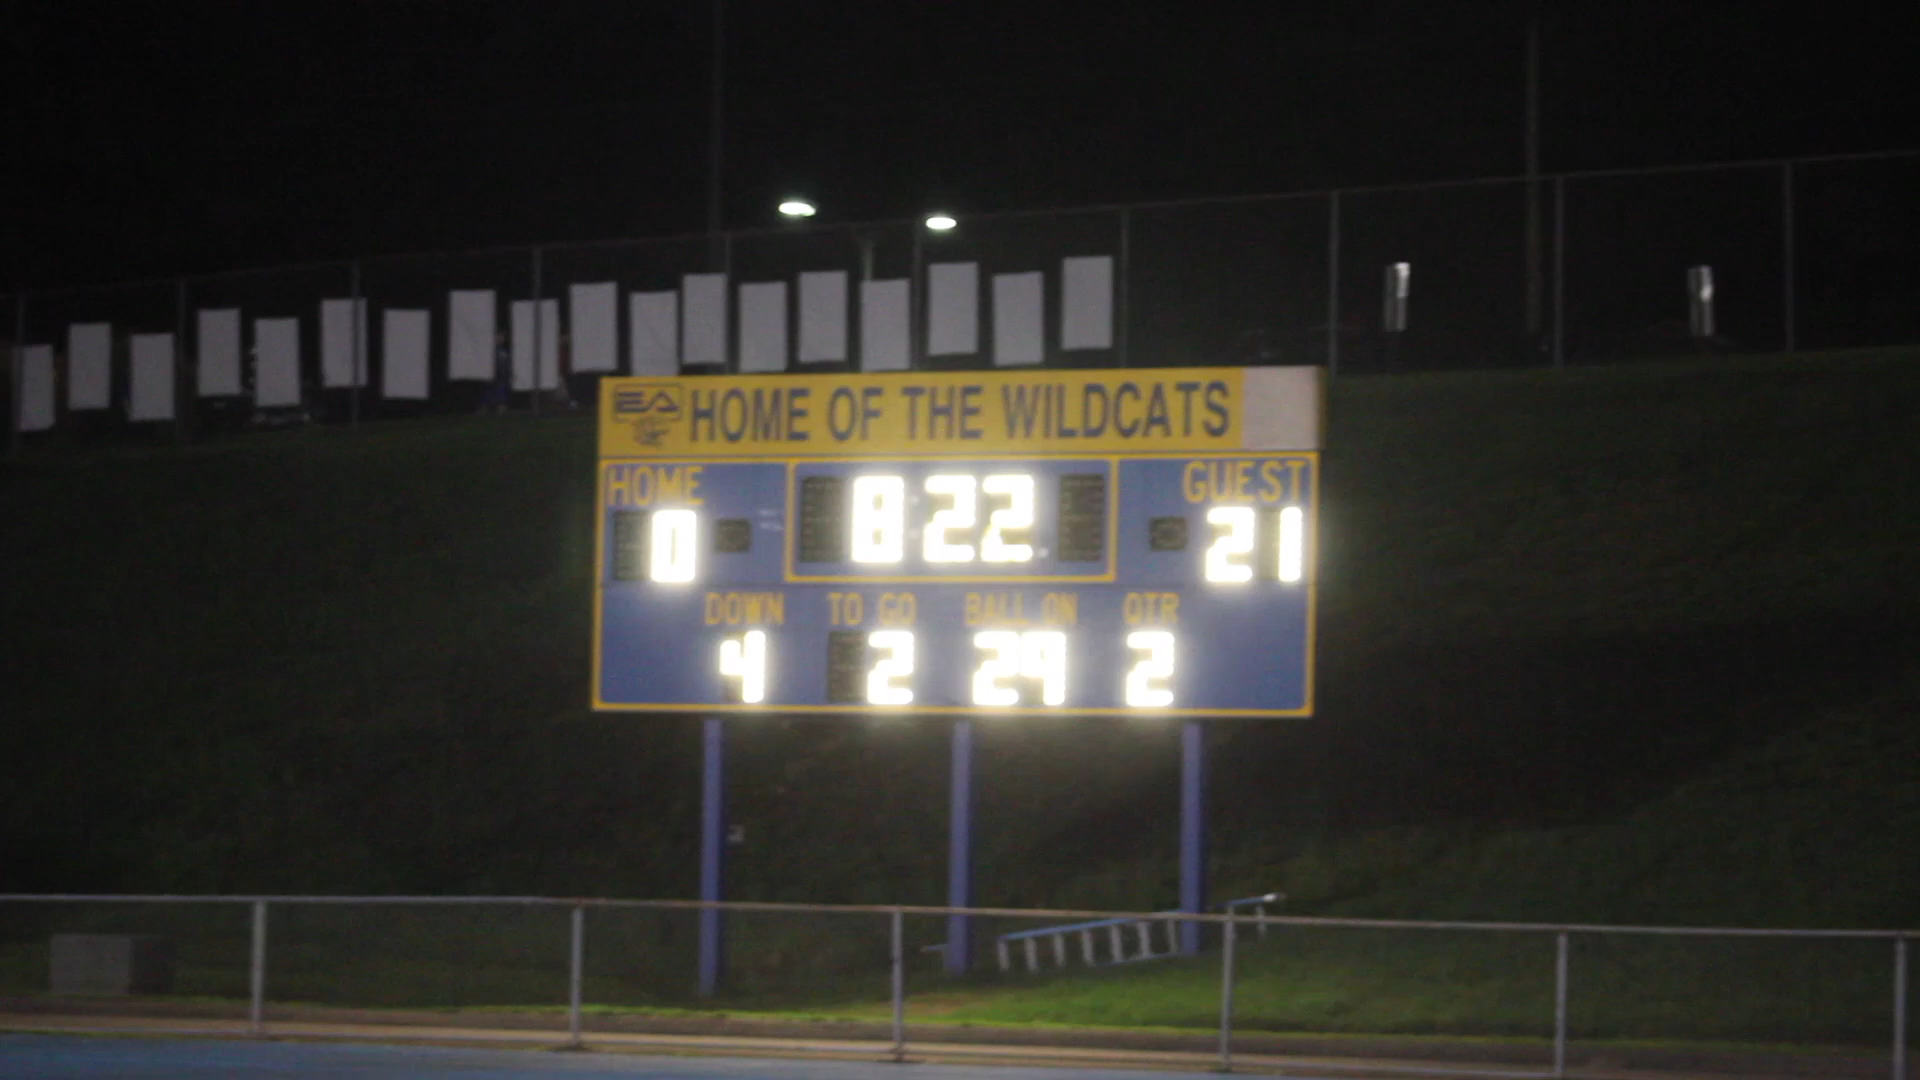 EA HOME OF THE WILDCATS
HOME 8:22 GUEST
0 21
DOWN TO GO BALL ON QTR
4 2 29 2